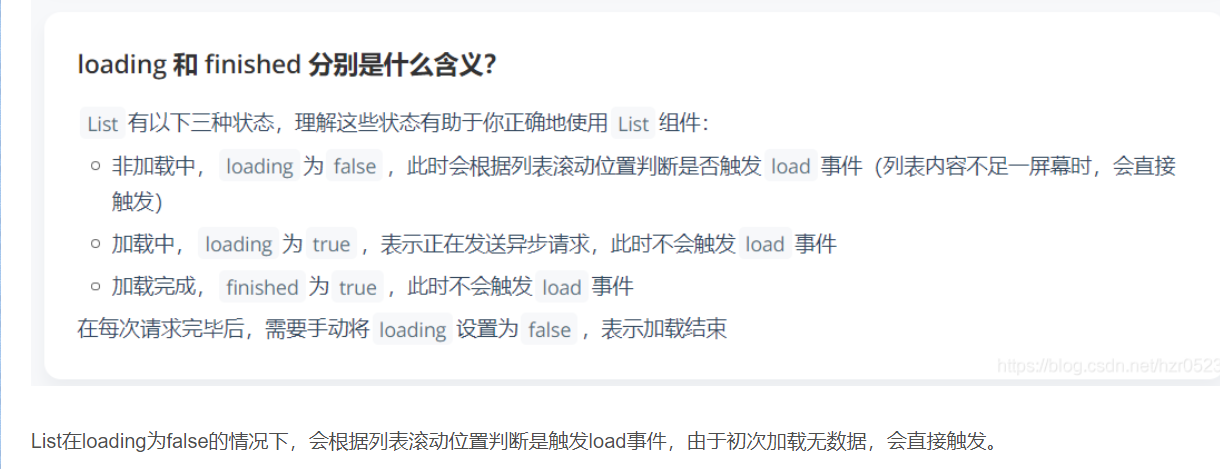 loading 和 finished 分别是什么含义？
List 有以下三种状态，理解这些状态有助于你正确地使用 List 组件：
非加载中， loading 为 false ，此时会根据列表滚动位置判断是否触发 load 事件（列表内容不足一屏幕时，会直接
触发）
加载中， loading 为 true ，表示正在发送异步请求，此时不会触发 load 事件
加载完成， finished 为 true ，此时不会触发 load 事件
在每次请求完毕后，需要手动将 loading 设置为 false ，表示加载结束
https://blog.csdn.net/hzr0523
List在loading为false的情况下，会根据列表滚动位置判断是触发load事件，由于初次加载无数据，会直接触发。